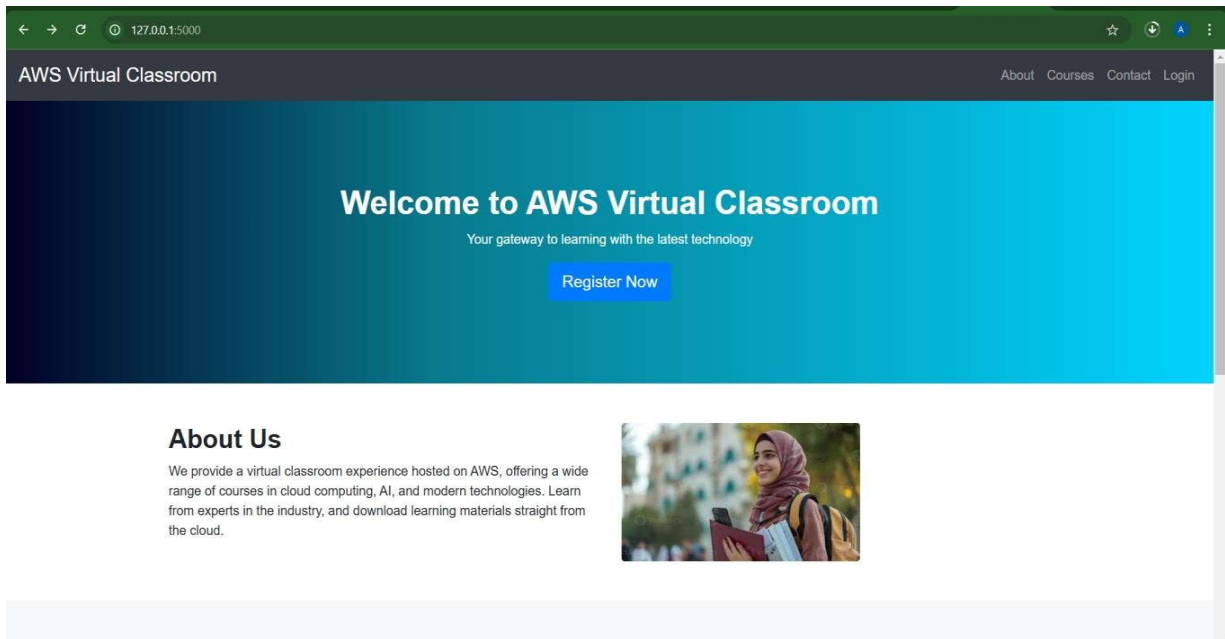 127.0.0.1:5000
A
AWS Virtual Classroom
About Courses Contact Login
Welcome to AWS Virtual Classroom
Your gateway to learning with the latest technology
Register Now
About Us
We provide a virtual classroom experience hosted on AWS, offering a wide
range of courses in cloud computing, AI, and modern technologies. Learn
from experts in the industry, and download learning materials straight from
the cloud.